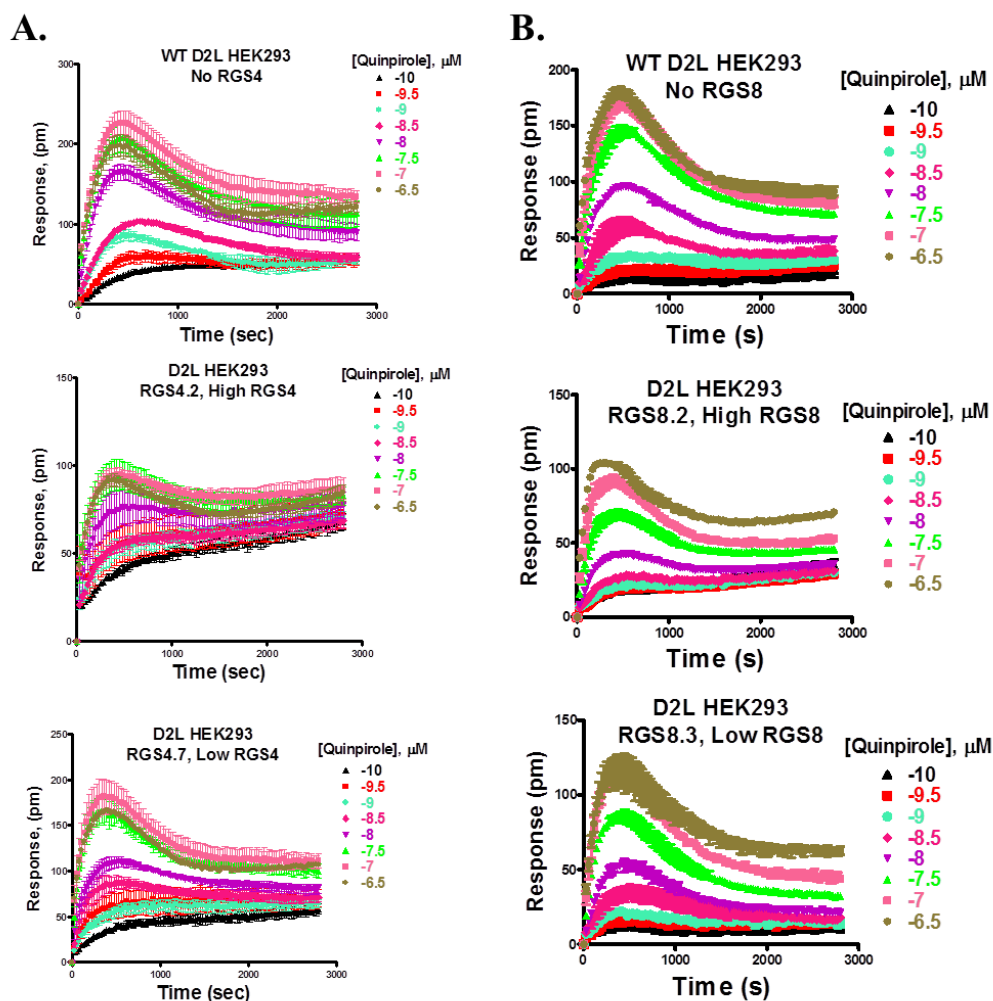 A.
WT D2L HEK293
No RGS4
[Quinpirole], µM
-10
-9.5
-9
-8.5
-8
-7.5
-7
-6.5
Response, (pm)
300
200
100
0
0 1000 2000 3000
Time (sec)
D2L HEK293
RGS4.2, High RGS4
[Quinpirole], µM
-10
-9.5
-9
-8.5
-8
-7.5
-7
-6.5
Response, (pm)
150
100
50
0
0 1000 2000 3000
Time (sec)
D2L HEK293
RGS4.7, Low RGS4
[Quinpirole], µM
-10
-9.5
-9
-8.5
-8
-7.5
-7
-6.5
Response, (pm)
250
200
150
100
50
0
0 1000 2000 3000
Time (sec)
B.
WT D2L HEK293
No RGS8
[Quinpirole], µM
-10
-9.5
-9
-8.5
-8
-7.5
-7
-6.5
Response (pm)
200
150
100
50
0
0 1000 2000 3000
Time (s)
D2L HEK293
RGS8.2, High RGS8
[Quinpirole], µM
-10
-9.5
-9
-8.5
-8
-7.5
-7
-6.5
Response (pm)
150
100
50
0
0 1000 2000 3000
Time (s)
D2L HEK293
RGS8.3, Low RGS8
[Quinpirole], µM
-10
-9.5
-9
-8.5
-8
-7.5
-7
-6.5
Response (pm)
150
100
50
0
0 1000 2000 3000
Time (s)